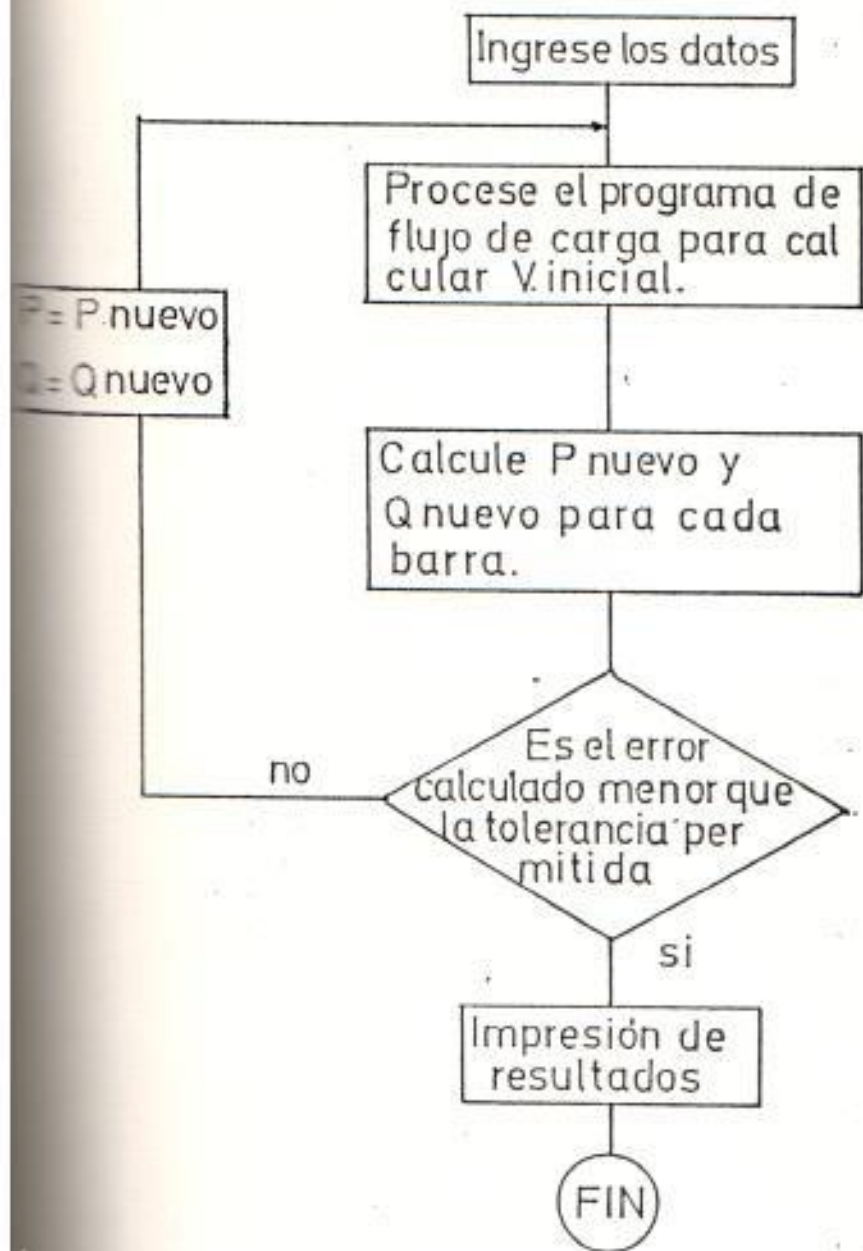 Ingrese los datos
Procese el programa de
flujo de carga para cal
cular V.inicial.
P= P.nuevo
Q= Q nuevo
Calcule P nuevo y
Q nuevo para cada
barra.
Es el error
calculado menor que
la tolerancia per
mitida
no
si
Impresión de
resultados
FIN